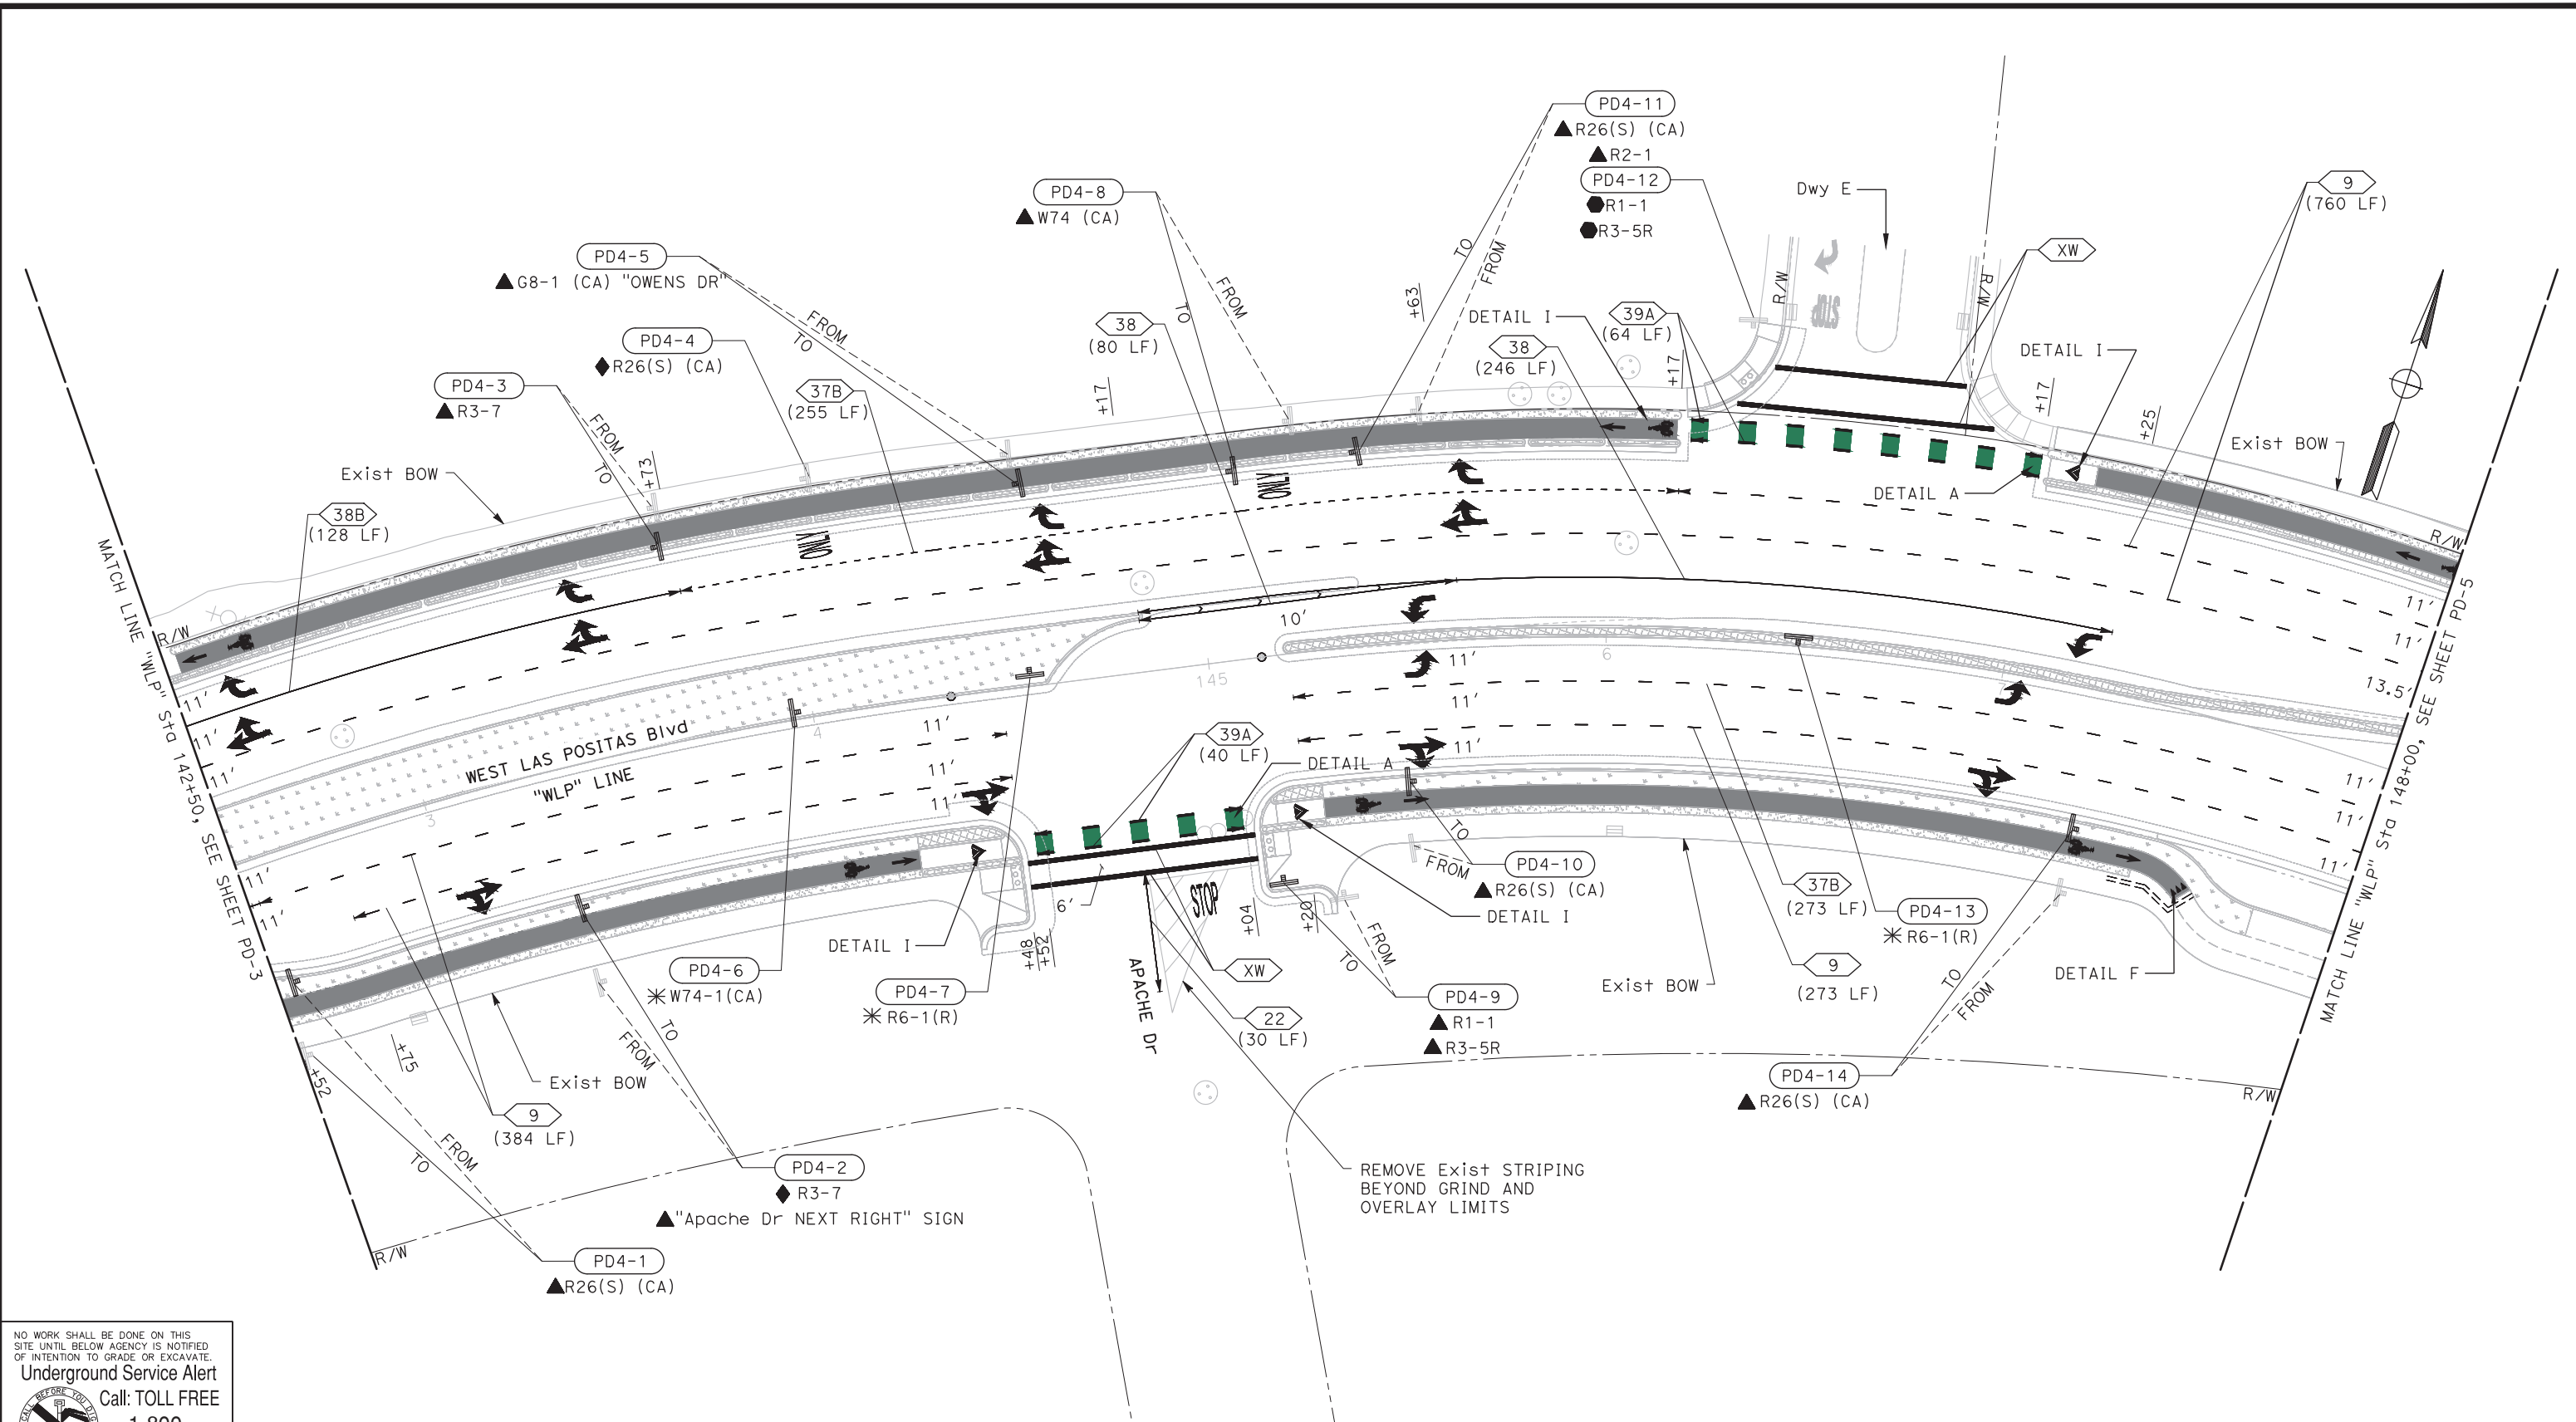 PD4-11
R26(S) (CA)
R2-1
PD4-12
R1-1
R3-5R
Dwy E
9
(760 LF)
XW
PD4-8
W74 (CA)
PD4-5
G8-1 (CA) "OWENS DR"
PD4-4
R26(S) (CA)
PD4-3
R3-7
37B
(255 LF)
38
(80 LF)
FROM
TO
FROM
TO
FROM
TO
TO
FROM
+73
+17
+63
DETAIL I
39A
(64 LF)
38
(246 LF)
+17
R/W
R/W
STOP
DETAIL I
+17
+25
Exist BOW
Exist BOW
38B
(128 LF)
DETAIL A
ONLY
ONLY
R/W
R/W
MATCH LINE "WLP" Sta 142+50, SEE SHEET PD-3
MATCH LINE "WLP" Sta 148+00, SEE SHEET PD-5
11'
11'
11'
11'
11'
13.5'
11'
11'
11'
10'
11'
11'
11'
11'
11'
11'
11'
11'
WEST LAS POSITAS Blvd
"WLP" LINE
3
4
145
6
7
39A
(40 LF)
DETAIL A
DETAIL I
6'
STOP
+48
+52
+04
+20
XW
22
(30 LF)
APACHE Dr
PD4-6
W74-1(CA)
PD4-7
R6-1(R)
TO
FROM
PD4-10
R26(S) (CA)
DETAIL I
FROM
TO
PD4-9
R1-1
R3-5R
37B
(273 LF)
PD4-13
R6-1(R)
9
(273 LF)
Exist BOW
TO
FROM
DETAIL F
PD4-14
R26(S) (CA)
R/W
+75
+52
Exist BOW
9
(384 LF)
FROM
TO
TO
FROM
PD4-2
R3-7
"Apache Dr NEXT RIGHT" SIGN
PD4-1
R26(S) (CA)
R/W
REMOVE Exist STRIPING
BEYOND GRIND AND
OVERLAY LIMITS
NO WORK SHALL BE DONE ON THIS
SITE UNTIL BELOW AGENCY IS NOTIFIED
OF INTENTION TO GRADE OR EXCAVATE.
Underground Service Alert
Call: TOLL FREE
1-800
CALL BEFORE YOU DIG